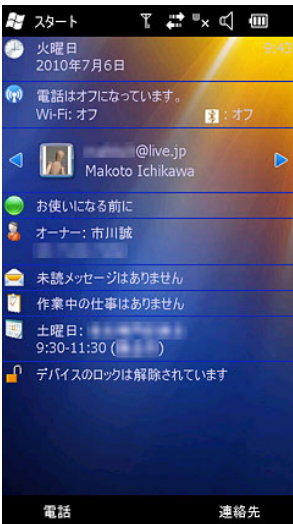 スタート
火曜日 9:43
2010年7月6日
電話はオフになっています。
Wi-Fi: オフ : オフ
@live.jp
Makoto Ichikawa
お使いになる前に
オーナー: 市川誠
未読メッセージはありません
作業中の仕事はありません
土曜日:
9:30-11:30 ( )
デバイスのロックは解除されています
電話 連絡先